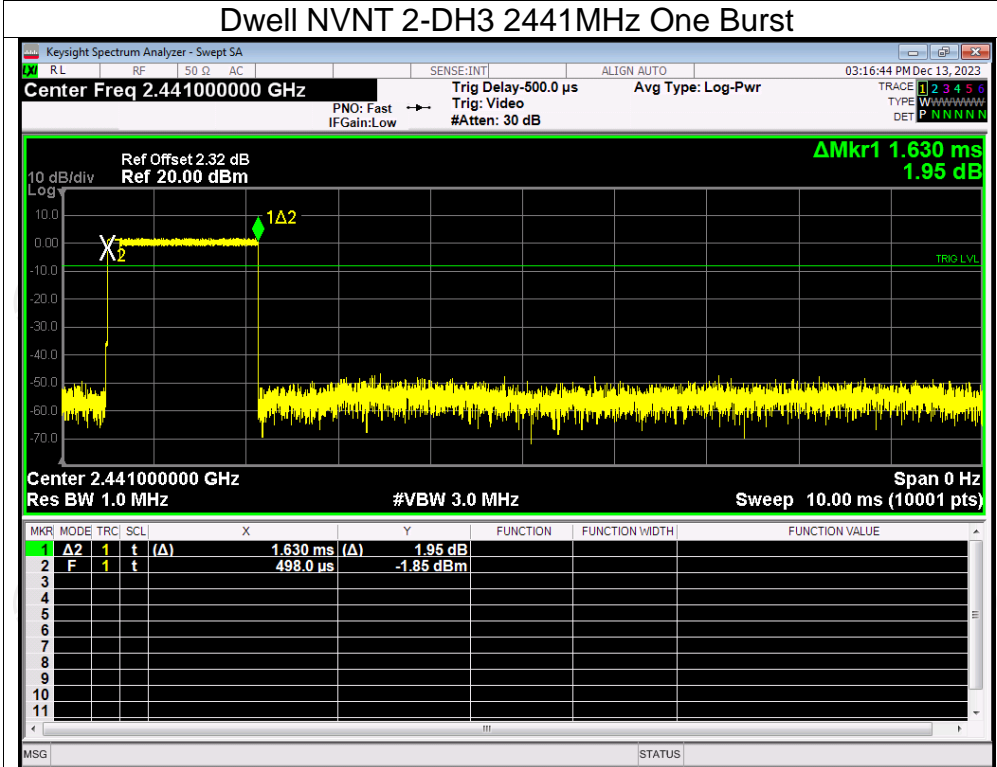 Dwell NVNT 2-DH3 2441MHz One Burst
Keysight Spectrum Analyzer - Swept SA
LXI RL RF 50 Ω AC SENSE:INT ALIGN AUTO 03:16:44 PM Dec 13, 2023
Center Freq 2.441000000 GHz Trig Delay-500.0 µs Avg Type: Log-Pwr TRACE 1 2 3 4 5 6
PNO: Fast Trig: Video TYPE WWWWWW
IFGain:Low #Atten: 30 dB DET P N N N N N
ΔMkr1 1.630 ms
1.95 dB
Ref Offset 2.32 dB
10 dB/div Ref 20.00 dBm
Log
10.0
0.00
-10.0
-20.0
-30.0
-40.0
-50.0
-60.0
-70.0
1Δ2
X2
TRIG LVL
Center 2.441000000 GHz Span 0 Hz
Res BW 1.0 MHz #VBW 3.0 MHz Sweep 10.00 ms (10001 pts)
MKR MODE TRC SCL X Y FUNCTION FUNCTION WIDTH FUNCTION VALUE
1 Δ2 1 t (Δ) 1.630 ms (Δ) 1.95 dB
2 F 1 t 498.0 µs -1.85 dBm
3
4
5
6
7
8
9
10
11
MSG STATUS